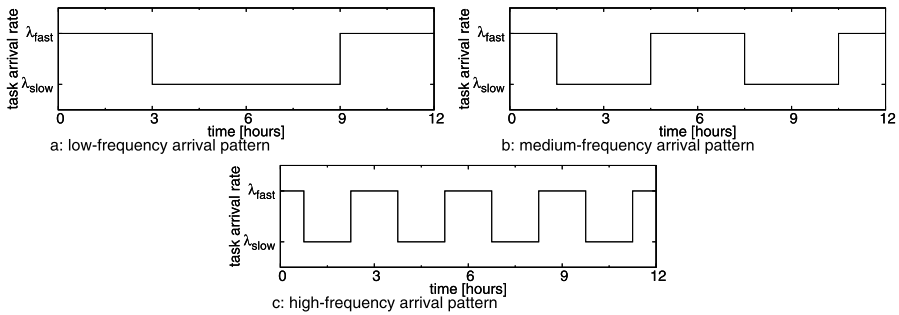 task arrival rate
λfast
λslow
0 3 6 9 12
time [hours]
a: low-frequency arrival pattern
task arrival rate
λfast
λslow
0 3 6 9 12
time [hours]
b: medium-frequency arrival pattern
task arrival rate
λfast
λslow
0 3 6 9 12
time [hours]
c: high-frequency arrival pattern